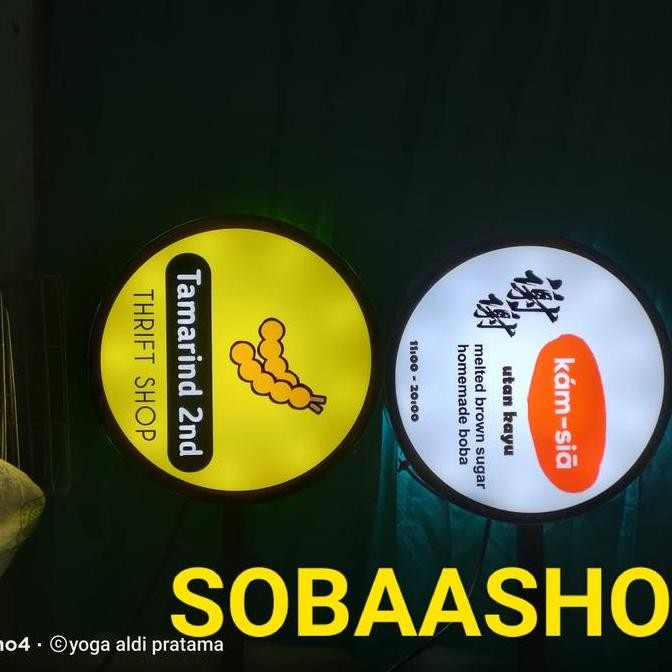 Tamarind 2nd
THRIFT SHOP
謝
謝
kám-siā
utan kayu
melted brown sugar
homemade boba
11:00 - 20:00
SOBAASHO
no4 · ©yoga aldi pratama